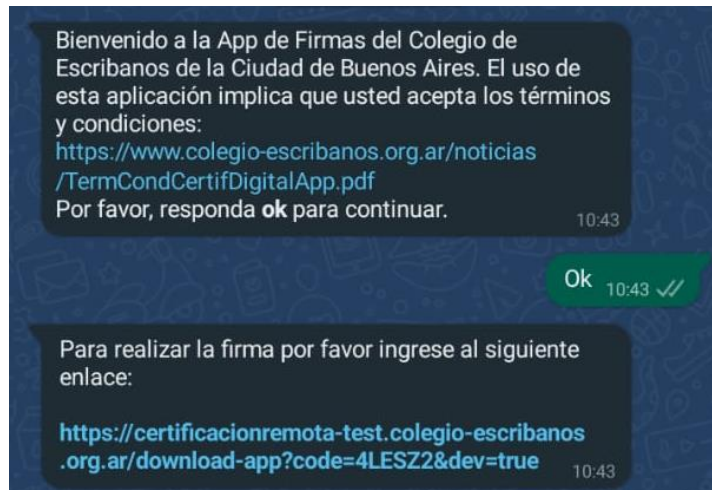 Bienvenido a la App de Firmas del Colegio de
Escribanos de la Ciudad de Buenos Aires. El uso de
esta aplicación implica que usted acepta los términos
y condiciones:
https://www.colegio-escribanos.org.ar/noticias
/TermCondCertifDigitalApp.pdf
Por favor, responda ok para continuar.
10:43
Ok 10:43
Para realizar la firma por favor ingrese al siguiente
enlace:
https://certificacionremota-test.colegio-escribanos
.org.ar/download-app?code=4LESZ2&dev=true
10:43